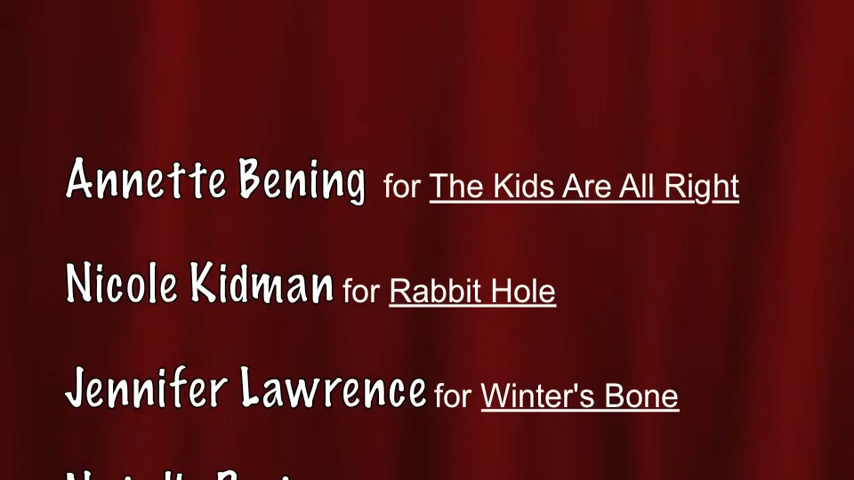 Annette Bening for The Kids Are All Right
Nicole Kidman for Rabbit Hole
Jennifer Lawrence for Winter's Bone